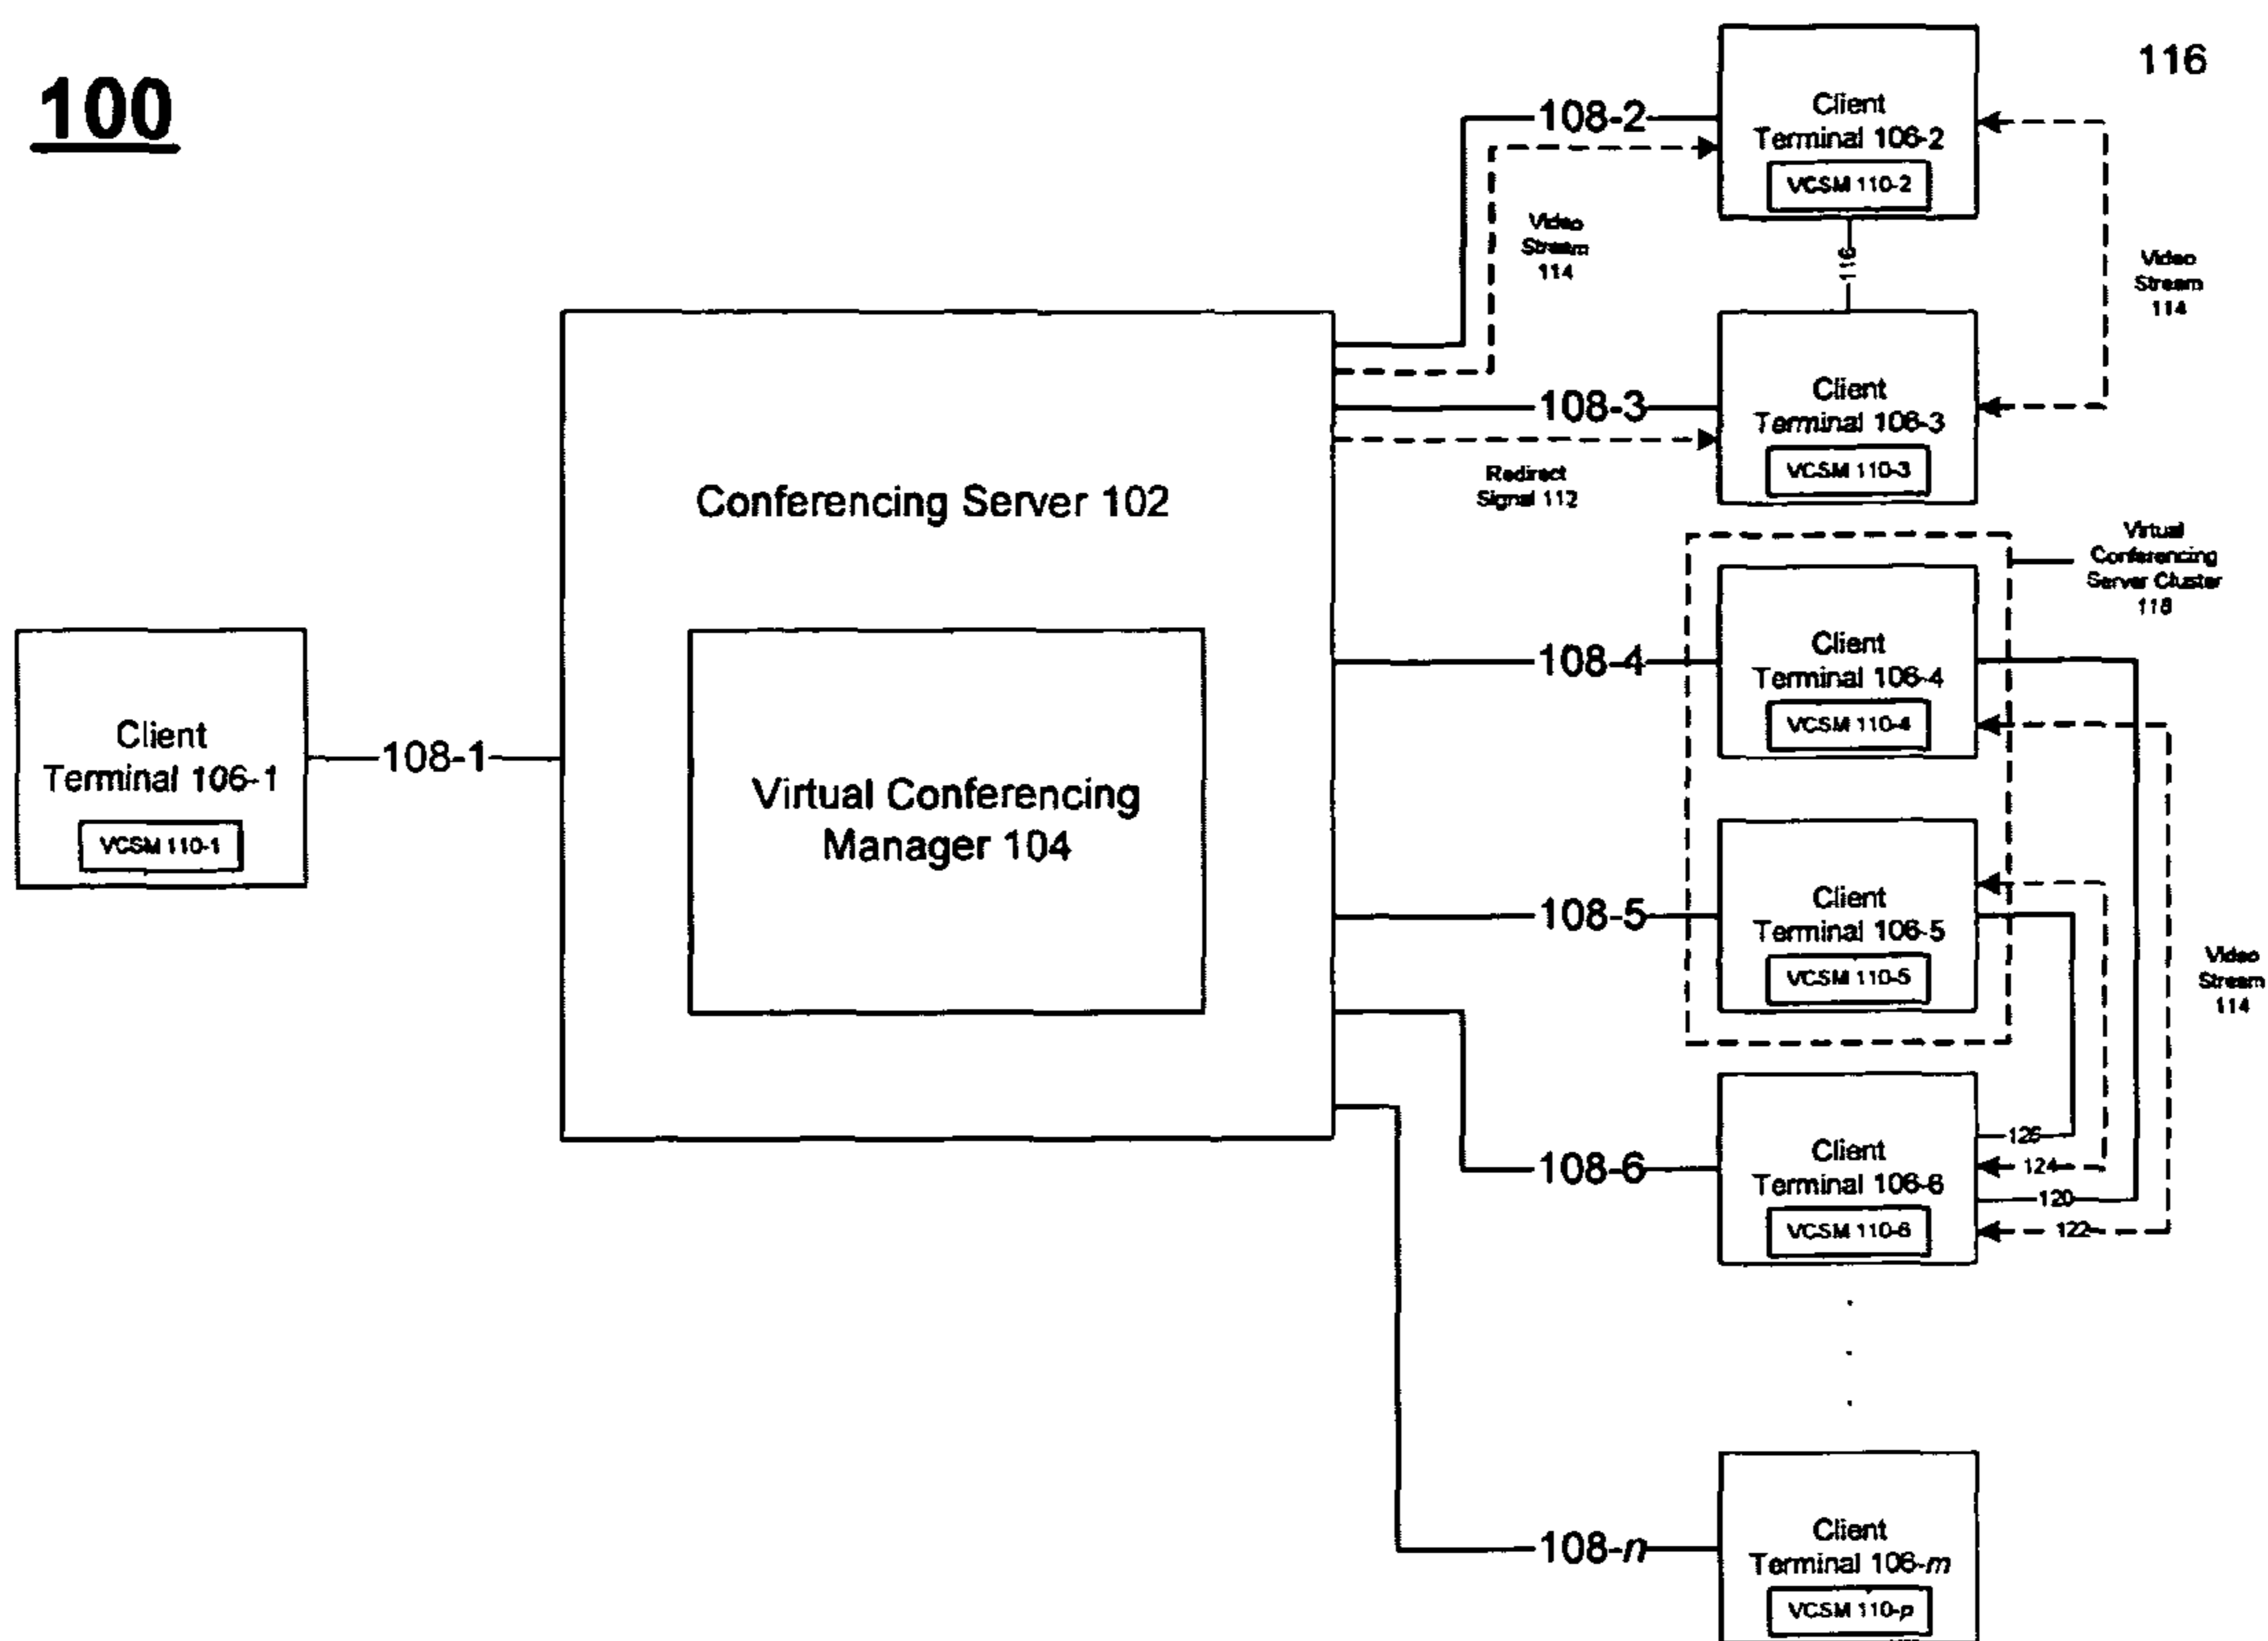 100
116
Client
Terminal 106-2
VCSM 110-2
108-2
Video
Stream
114
116
Video
Stream
114
Client
Terminal 106-3
VCSM 110-3
108-3
Redirect
Signal 112
Conferencing Server 102
Virtual Conferencing
Manager 104
Client
Terminal 106-1
VCSM 110-1
108-1
Virtual
Conferencing
Server Cluster
118
Client
Terminal 106-4
VCSM 110-4
108-4
Client
Terminal 106-5
VCSM 110-5
108-5
Video
Stream
114
Client
Terminal 106-6
VCSM 110-6
108-6
126
124
120
122
108-n
Client
Terminal 106-m
VCSM 110-p